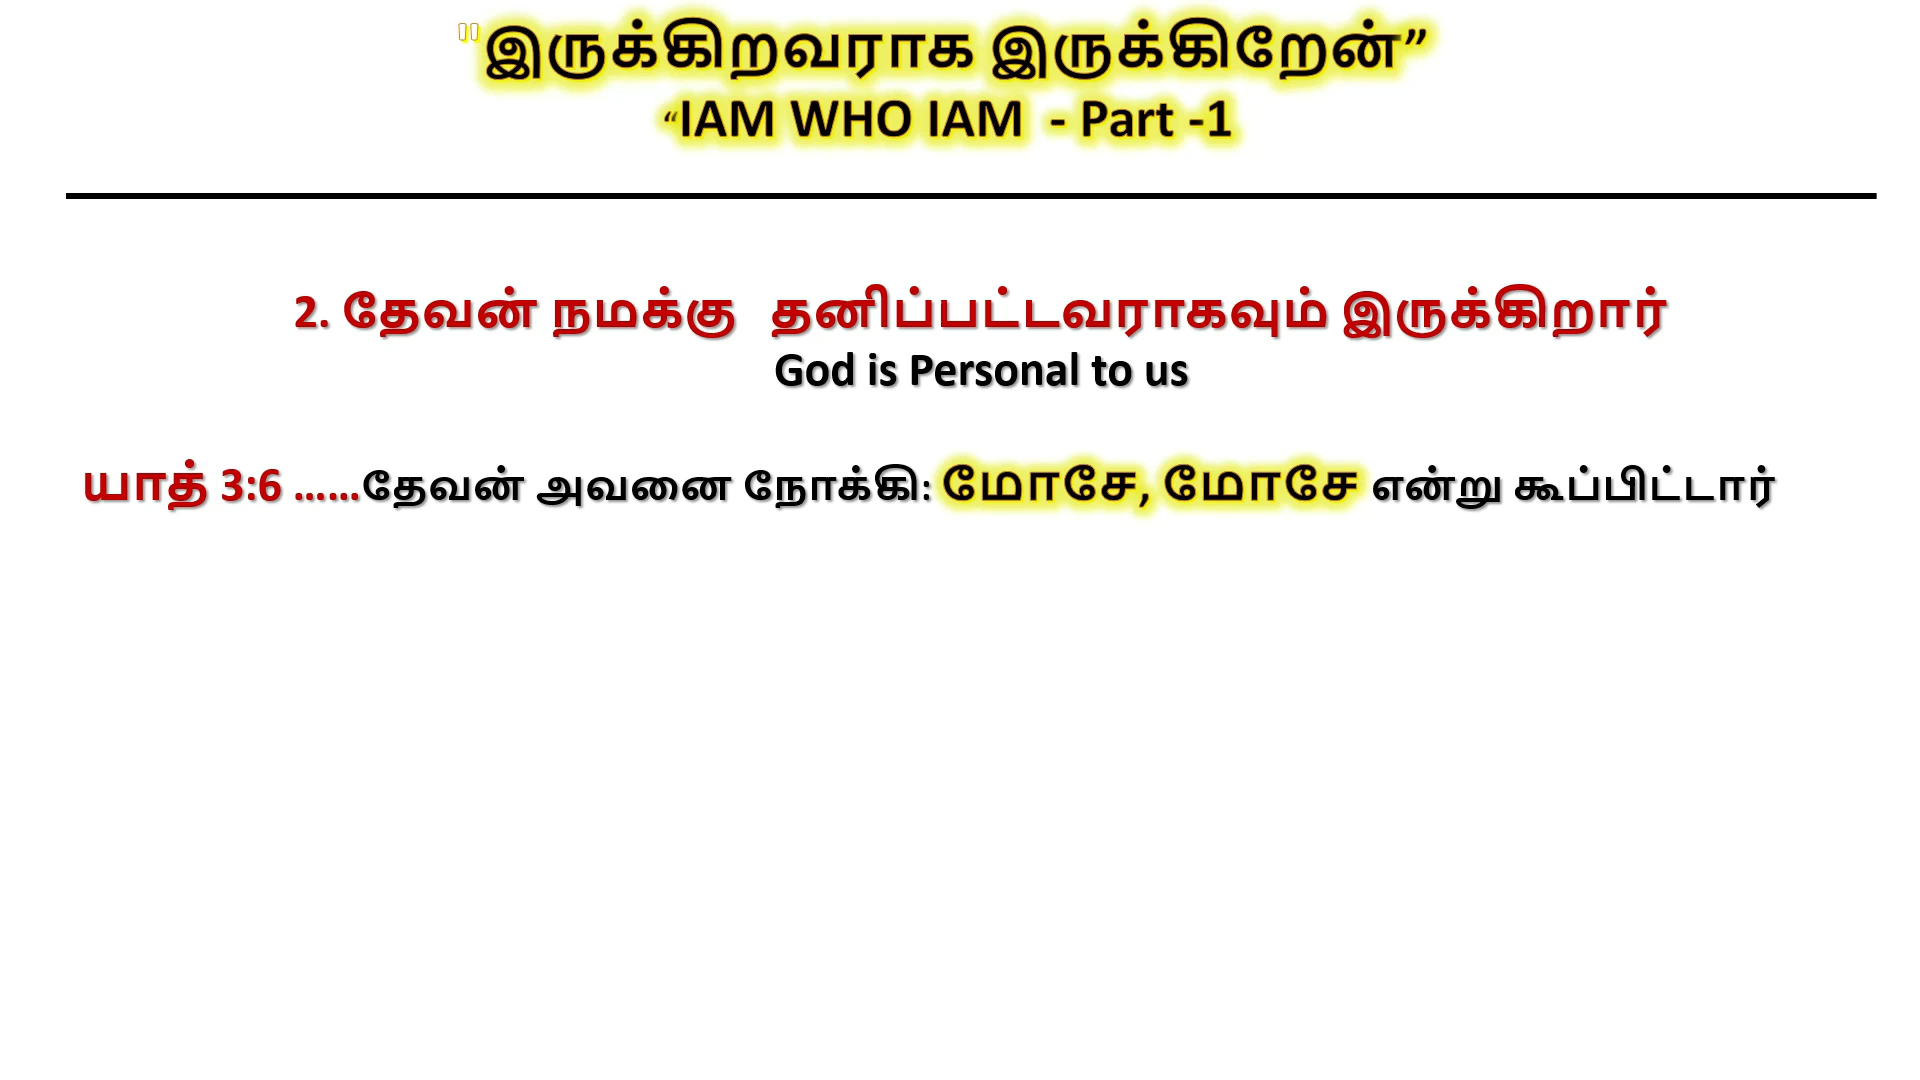 "இருக்கிறவராக இருக்கிறேன்”
“IAM WHO IAM - Part -1
2. தேவன் நமக்கு தனிப்பட்டவராகவும் இருக்கிறார்
God is Personal to us
யாத் 3:6 ......தேவன் அவனை நோக்கி: மோசே, மோசே என்று கூப்பிட்டார்